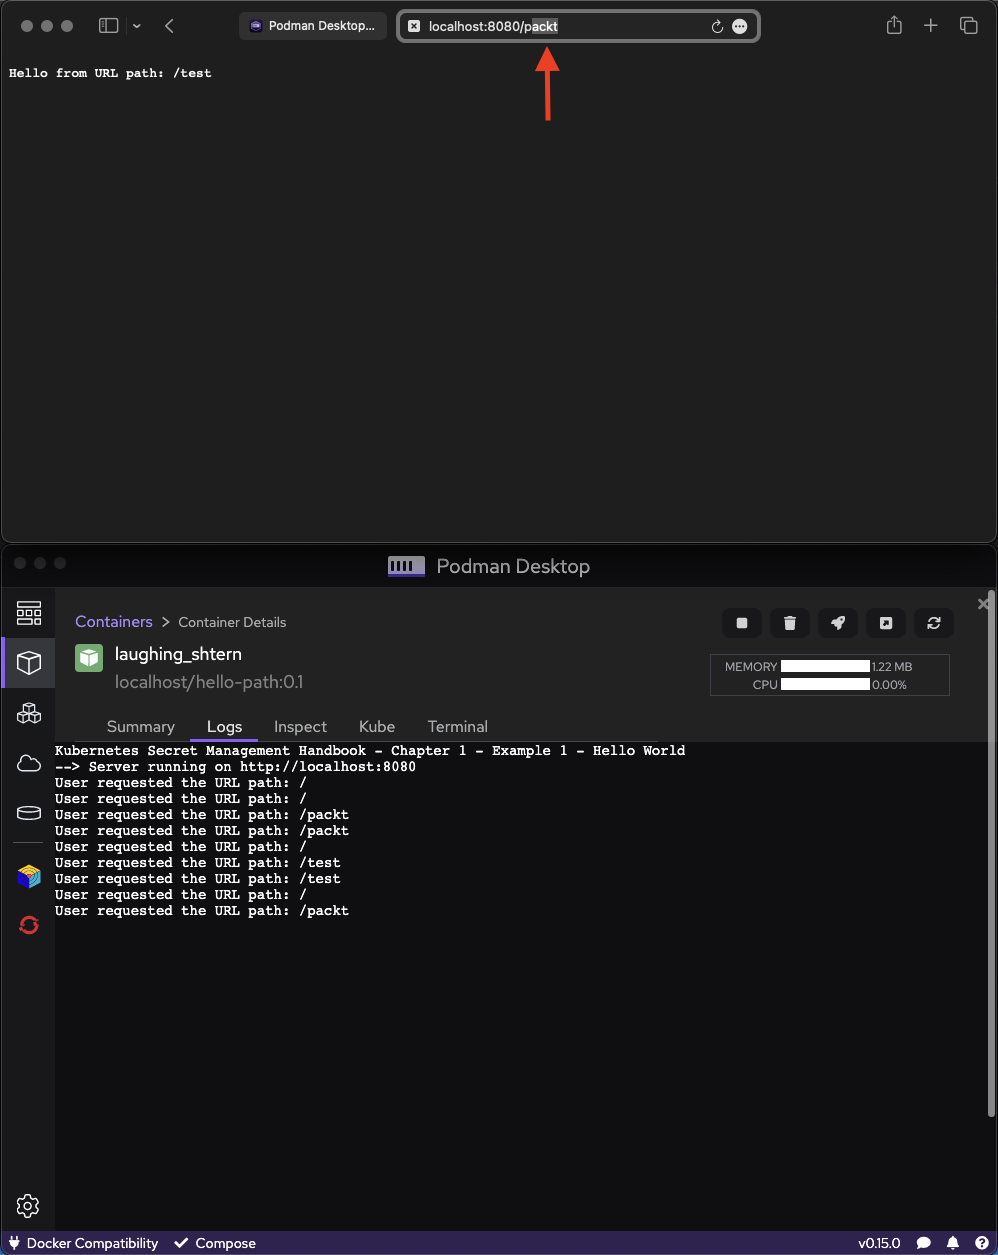 Podman Desktop...
localhost:8080/packt
Hello from URL path: /test
Podman Desktop
Containers > Container Details
laughing_shtern
localhost/hello-path:0.1
MEMORY 1.22 MB
CPU 0.00%
Summary Logs Inspect Kube Terminal
Kubernetes Secret Management Handbook - Chapter 1 - Example 1 - Hello World
--> Server running on http://localhost:8080
User requested the URL path: /
User requested the URL path: /
User requested the URL path: /packt
User requested the URL path: /packt
User requested the URL path: /
User requested the URL path: /test
User requested the URL path: /test
User requested the URL path: /
User requested the URL path: /packt
Docker Compatibility Compose v0.15.0